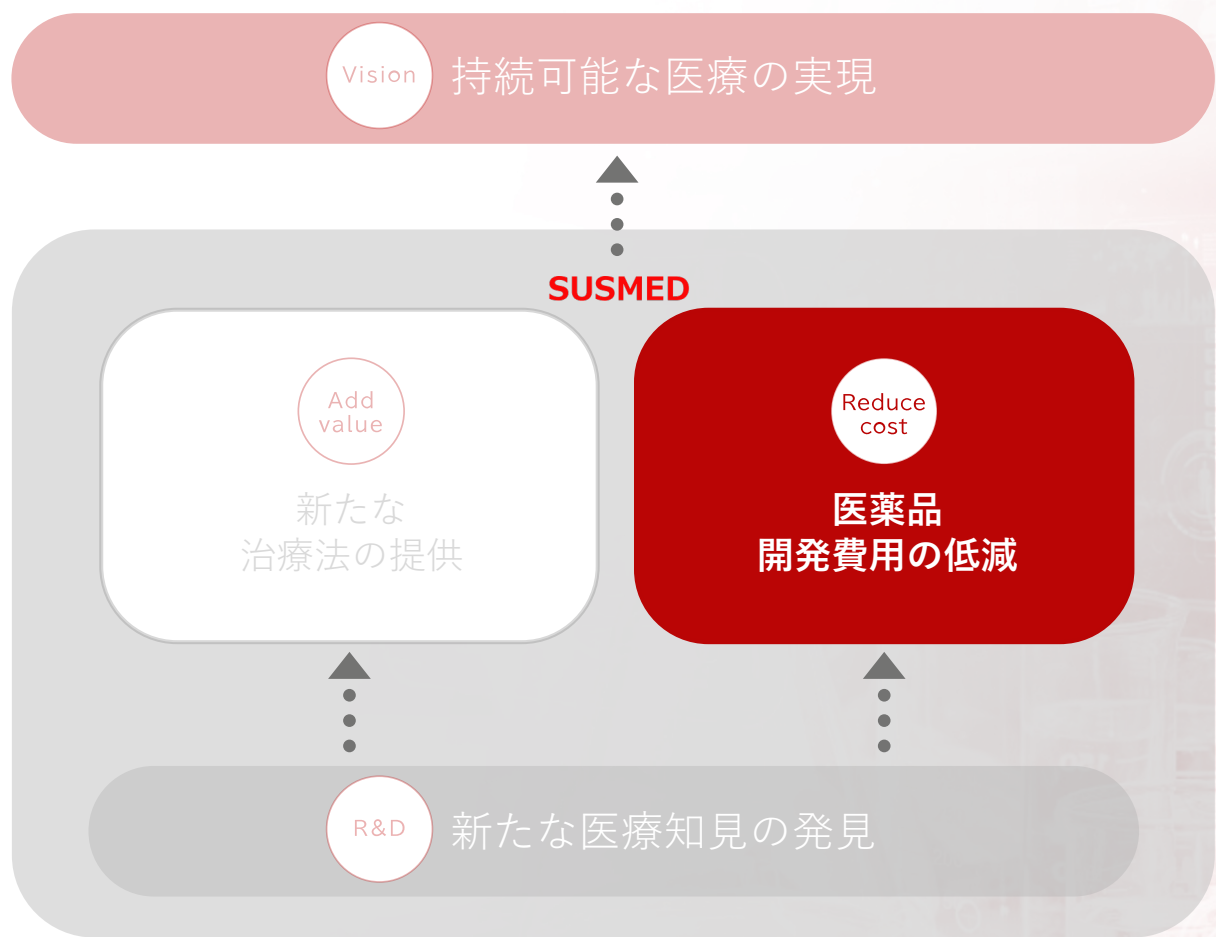 Vision
持続可能な医療の実現
SUSMED
Add
value
新たな
治療法の提供
Reduce
cost
医薬品
開発費用の低減
R&D
新たな医療知見の発見